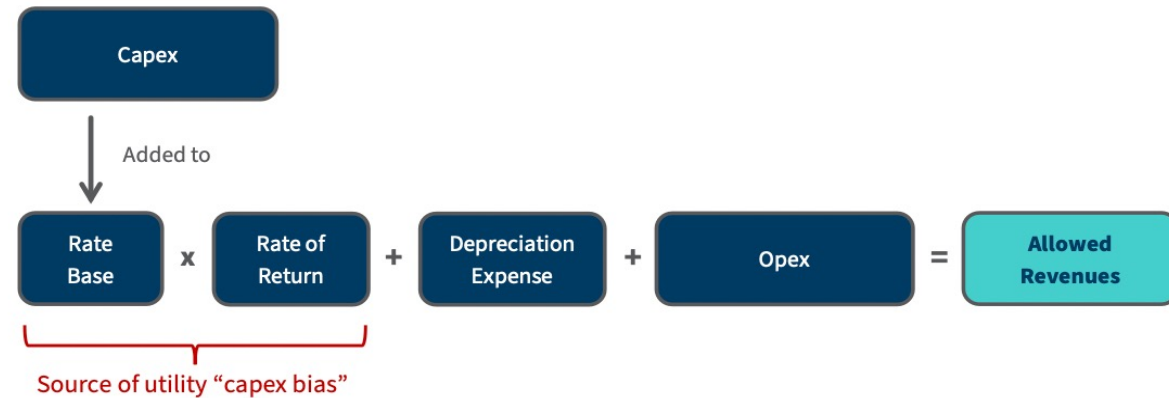 Capex
Added to
Rate
Base
x
Rate of
Return
+
Depreciation
Expense
+
Opex
=
Allowed
Revenues
Source of utility “capex bias”